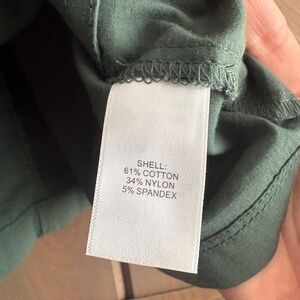 SHELL:
61% COTTON
34% NYLON
5% SPANDEX